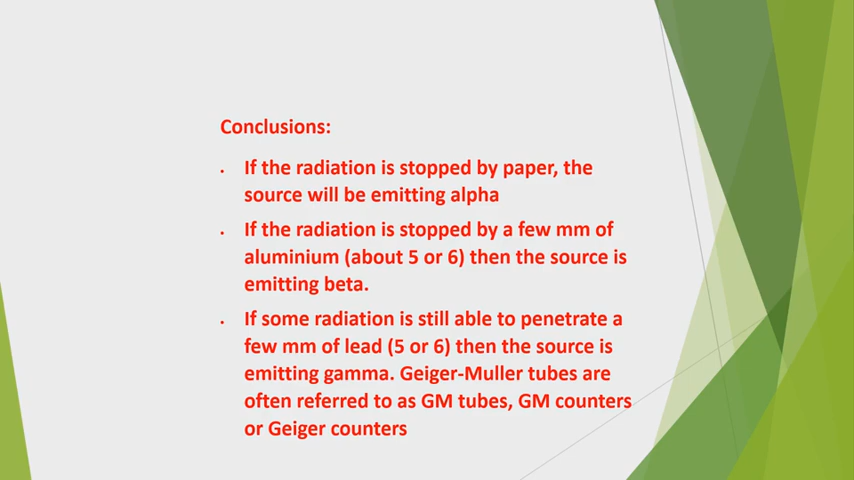 Conclusions:
• If the radiation is stopped by paper, the
source will be emitting alpha
• If the radiation is stopped by a few mm of
aluminium (about 5 or 6) then the source is
emitting beta.
• If some radiation is still able to penetrate a
few mm of lead (5 or 6) then the source is
emitting gamma. Geiger-Muller tubes are
often referred to as GM tubes, GM counters
or Geiger counters